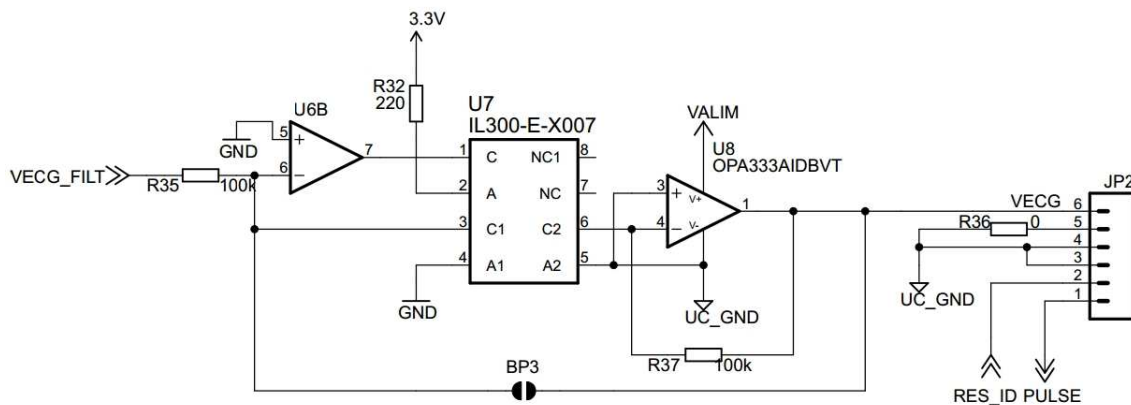 3.3V
R32
220
U6B
U7
IL300-E-X007
VALIM
U8
OPA333AIDBVT
JP2
5
+
GND
6
-
7
VECG_FILT
R35
100k
1
C
NC1
8
2
A
NC
7
3
C1
C2
6
4
A1
A2
5
3
+
V+
4
-
V-
1
VECG
6
R36
0
5
4
3
2
1
GND
UC_GND
UC_GND
R37
100k
BP3
RES_ID
PULSE